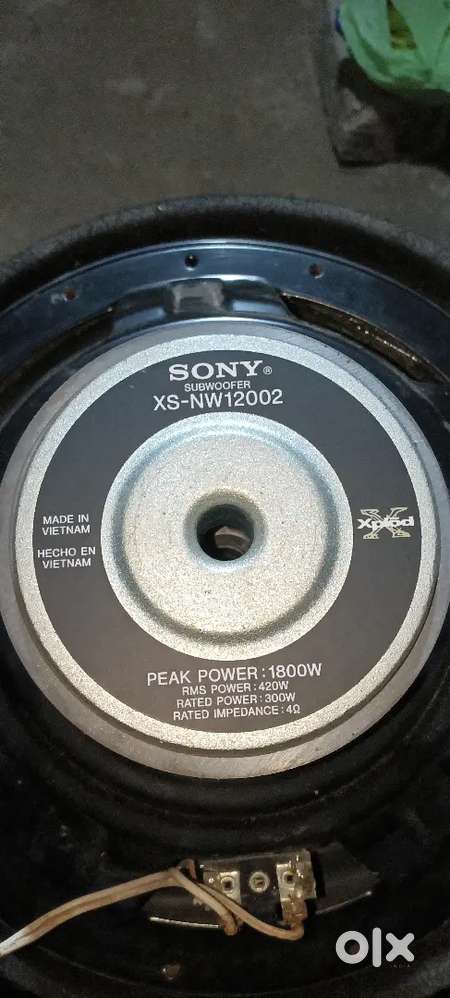 SONY®
SUBWOOFER
XS-NW12002
MADE IN
VIETNAM
HECHO EN
VIETNAM
Xplod
PEAK POWER : 1800W
RMS POWER : 420W
RATED POWER : 300W
RATED IMPEDANCE : 4Ω
olx
INDIA